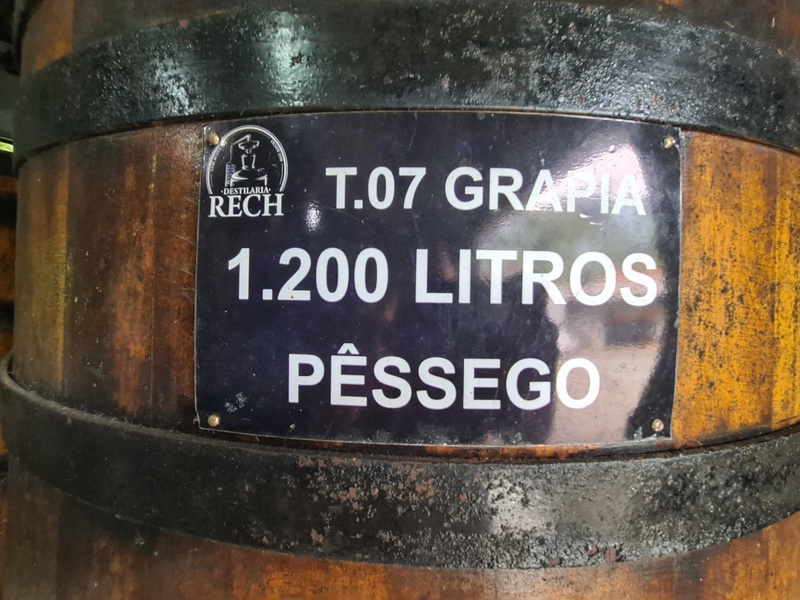 DESTILARIA
RECH
T.07 GRAPIA
1.200 LITROS
PÊSSEGO